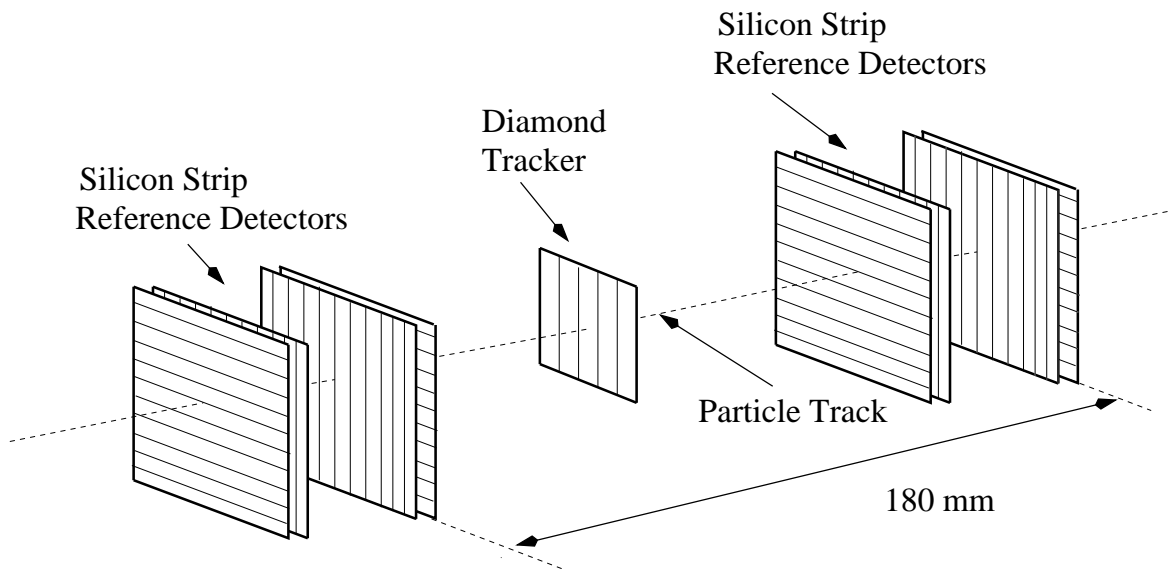 Silicon Strip
Reference Detectors
Diamond
Tracker
Silicon Strip
Reference Detectors
Particle Track
180 mm